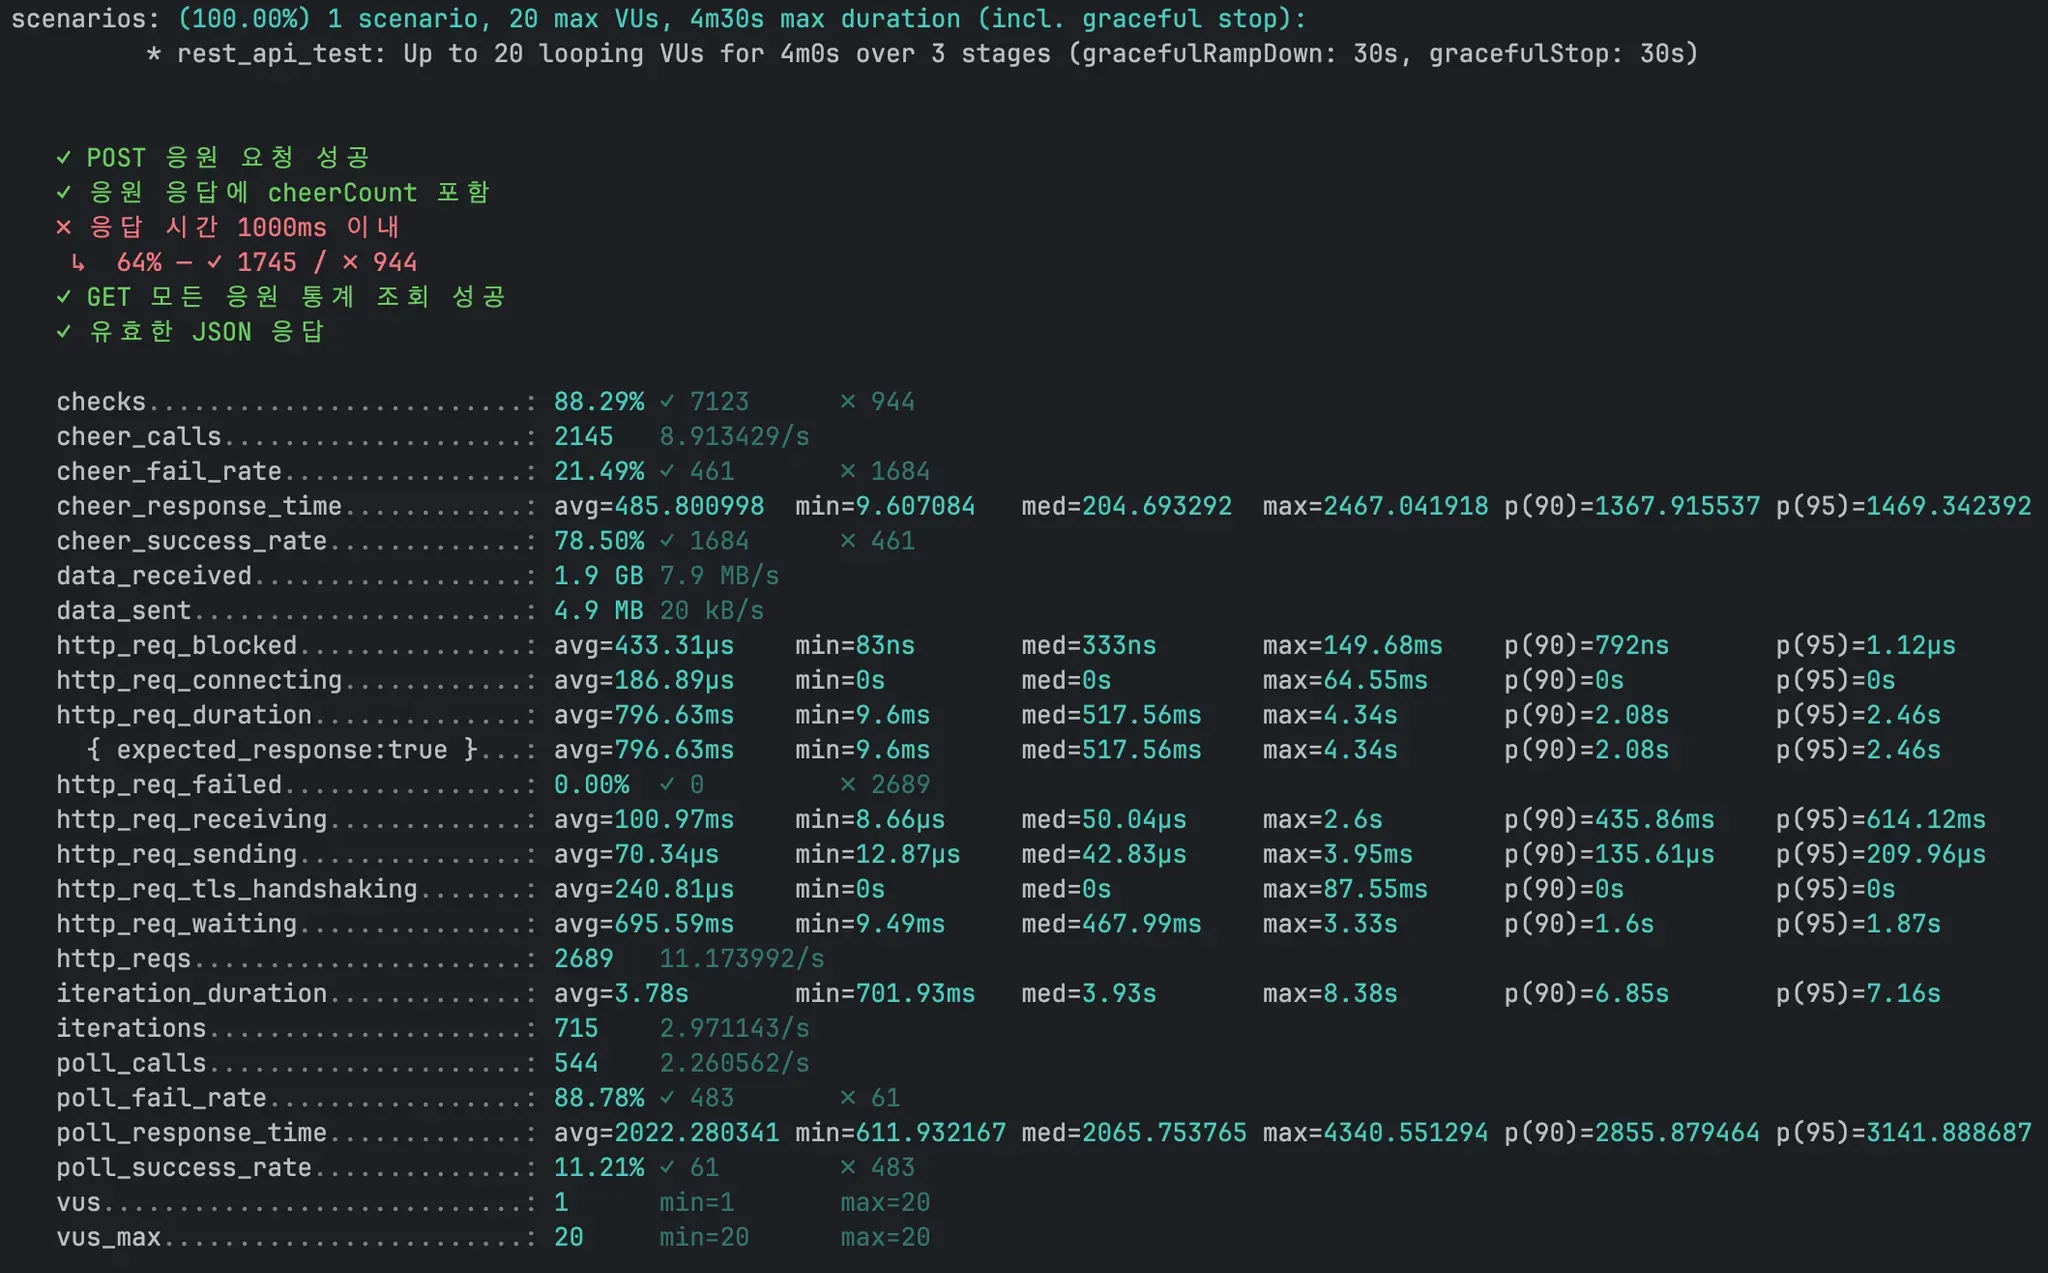 scenarios: (100.00%) 1 scenario, 20 max VUs, 4m30s max duration (incl. graceful stop):
* rest_api_test: Up to 20 looping VUs for 4m0s over 3 stages (gracefulRampDown: 30s, gracefulStop: 30s)
✓ POST 응원 요청 성공
✓ 응원 응답에 cheerCount 포함
✗ 응답 시간 1000ms 이내
↳  64% — ✓ 1745 / ✗ 944
✓ GET 모든 응원 통계 조회 성공
✓ 유효한 JSON 응답
checks.........................: 88.29% ✓ 7123      ✗ 944
cheer_calls....................: 2145   8.913429/s
cheer_fail_rate................: 21.49% ✓ 461       ✗ 1684
cheer_response_time............: avg=485.800998  min=9.607084   med=204.693292  max=2467.041918 p(90)=1367.915537 p(95)=1469.342392
cheer_success_rate.............: 78.50% ✓ 1684      ✗ 461
data_received..................: 1.9 GB 7.9 MB/s
data_sent......................: 4.9 MB 20 kB/s
http_req_blocked...............: avg=433.31µs    min=83ns       med=333ns       max=149.68ms    p(90)=792ns       p(95)=1.12µs
http_req_connecting............: avg=186.89µs    min=0s         med=0s          max=64.55ms     p(90)=0s          p(95)=0s
http_req_duration..............: avg=796.63ms    min=9.6ms      med=517.56ms    max=4.34s       p(90)=2.08s       p(95)=2.46s
{ expected_response:true }...: avg=796.63ms    min=9.6ms      med=517.56ms    max=4.34s       p(90)=2.08s       p(95)=2.46s
http_req_failed................: 0.00%  ✓ 0         ✗ 2689
http_req_receiving.............: avg=100.97ms    min=8.66µs     med=50.04µs     max=2.6s        p(90)=435.86ms    p(95)=614.12ms
http_req_sending...............: avg=70.34µs     min=12.87µs    med=42.83µs     max=3.95ms      p(90)=135.61µs    p(95)=209.96µs
http_req_tls_handshaking.......: avg=240.81µs    min=0s         med=0s          max=87.55ms     p(90)=0s          p(95)=0s
http_req_waiting...............: avg=695.59ms    min=9.49ms     med=467.99ms    max=3.33s       p(90)=1.6s        p(95)=1.87s
http_reqs......................: 2689   11.173992/s
iteration_duration.............: avg=3.78s       min=701.93ms   med=3.93s       max=8.38s       p(90)=6.85s       p(95)=7.16s
iterations.....................: 715    2.971143/s
poll_calls.....................: 544    2.260562/s
poll_fail_rate.................: 88.78% ✓ 483       ✗ 61
poll_response_time.............: avg=2022.280341 min=611.932167 med=2065.753765 max=4340.551294 p(90)=2855.879464 p(95)=3141.888687
poll_success_rate..............: 11.21% ✓ 61        ✗ 483
vus............................: 1      min=1       max=20
vus_max........................: 20     min=20      max=20